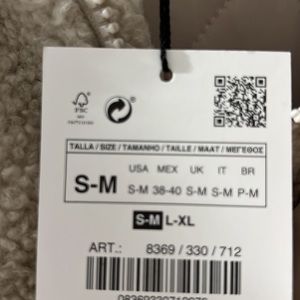 FSC
TALLA / SIZE / TAMANHO / TAILLE / MAAT / ΜΕΓΕΘΟΣ
USA MEX UK IT BR
S-M S-M 38-40 S-M S-M P-M
S-M L-XL
ART.: 8369 / 330 / 712